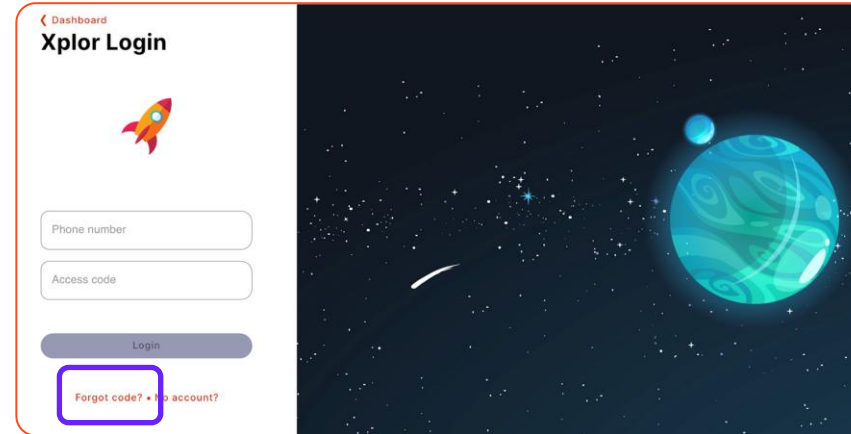 ❮ Dashboard
Xplor Login
Phone number
Access code
Login
Forgot code? • No account?